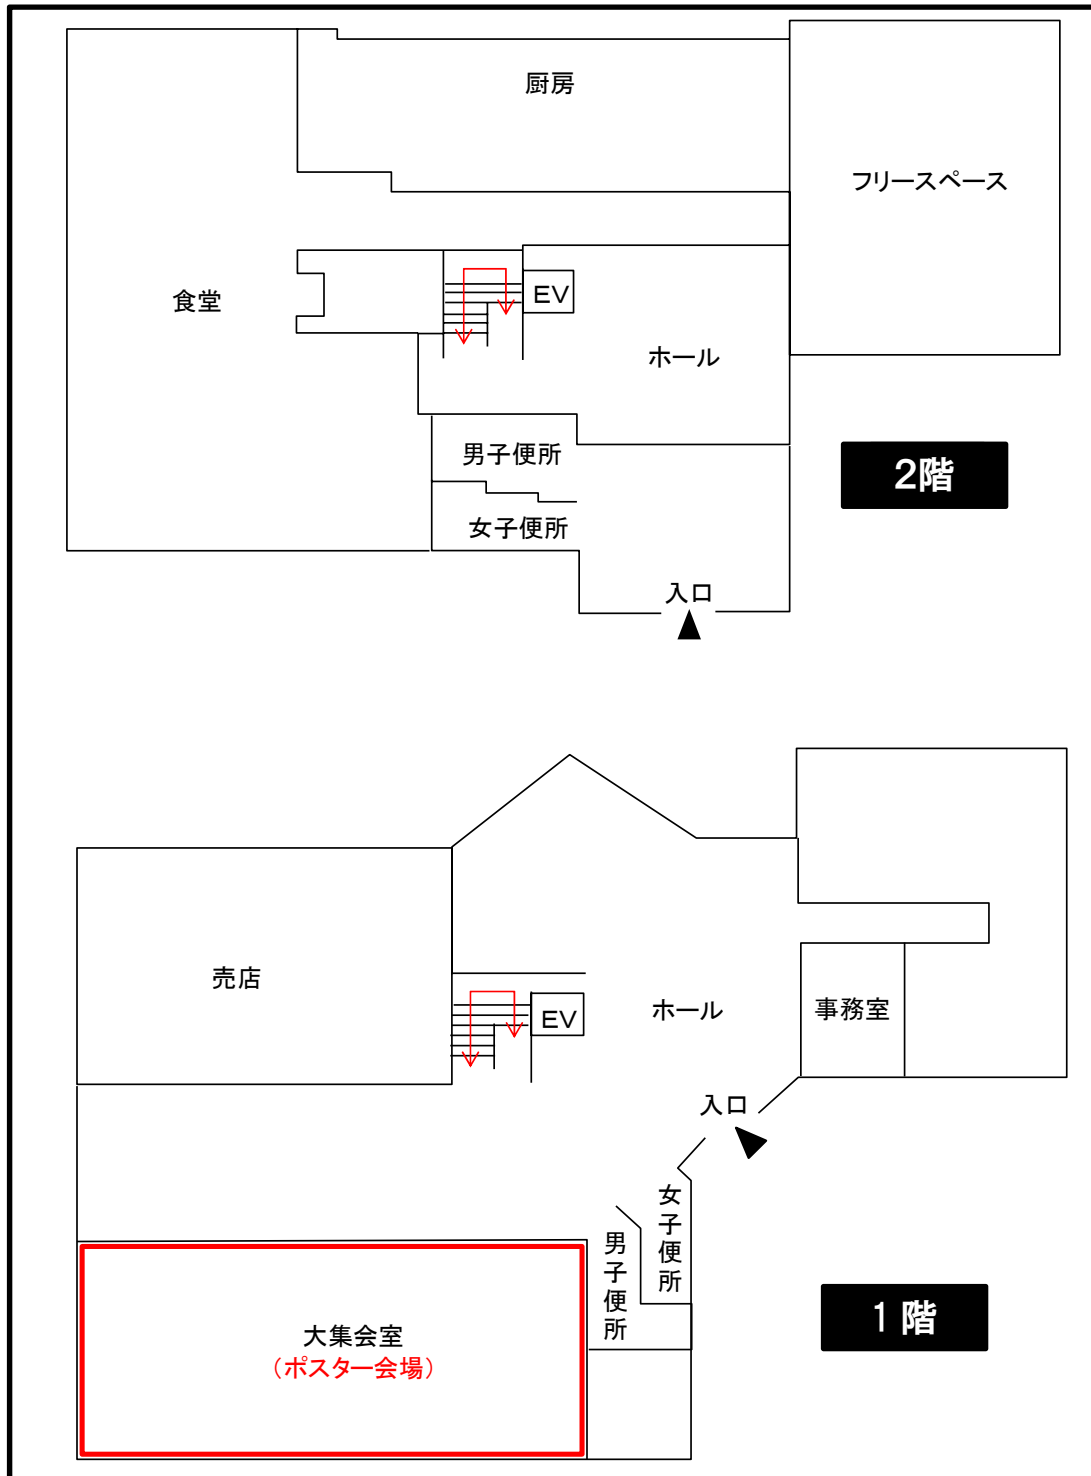 厨房
フリースペース
食堂
EV
ホール
男子便所
女子便所
2階
入口
売店
EV
ホール
事務室
入口
女子便所
男子便所
大集会室
(ポスター会場)
1階